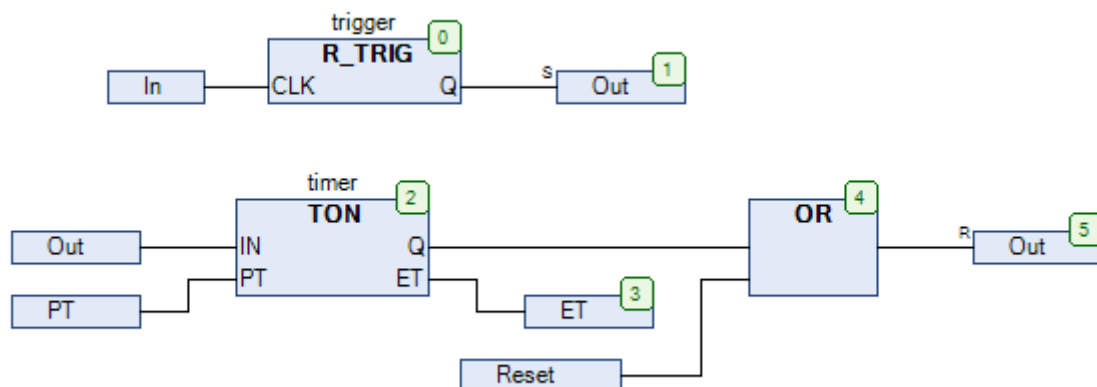 trigger
0
R_TRIG
In
CLK
Q
S
Out
1
timer
2
TON
4
OR
Out
IN
Q
R
Out
5
PT
PT
ET
ET
3
Reset